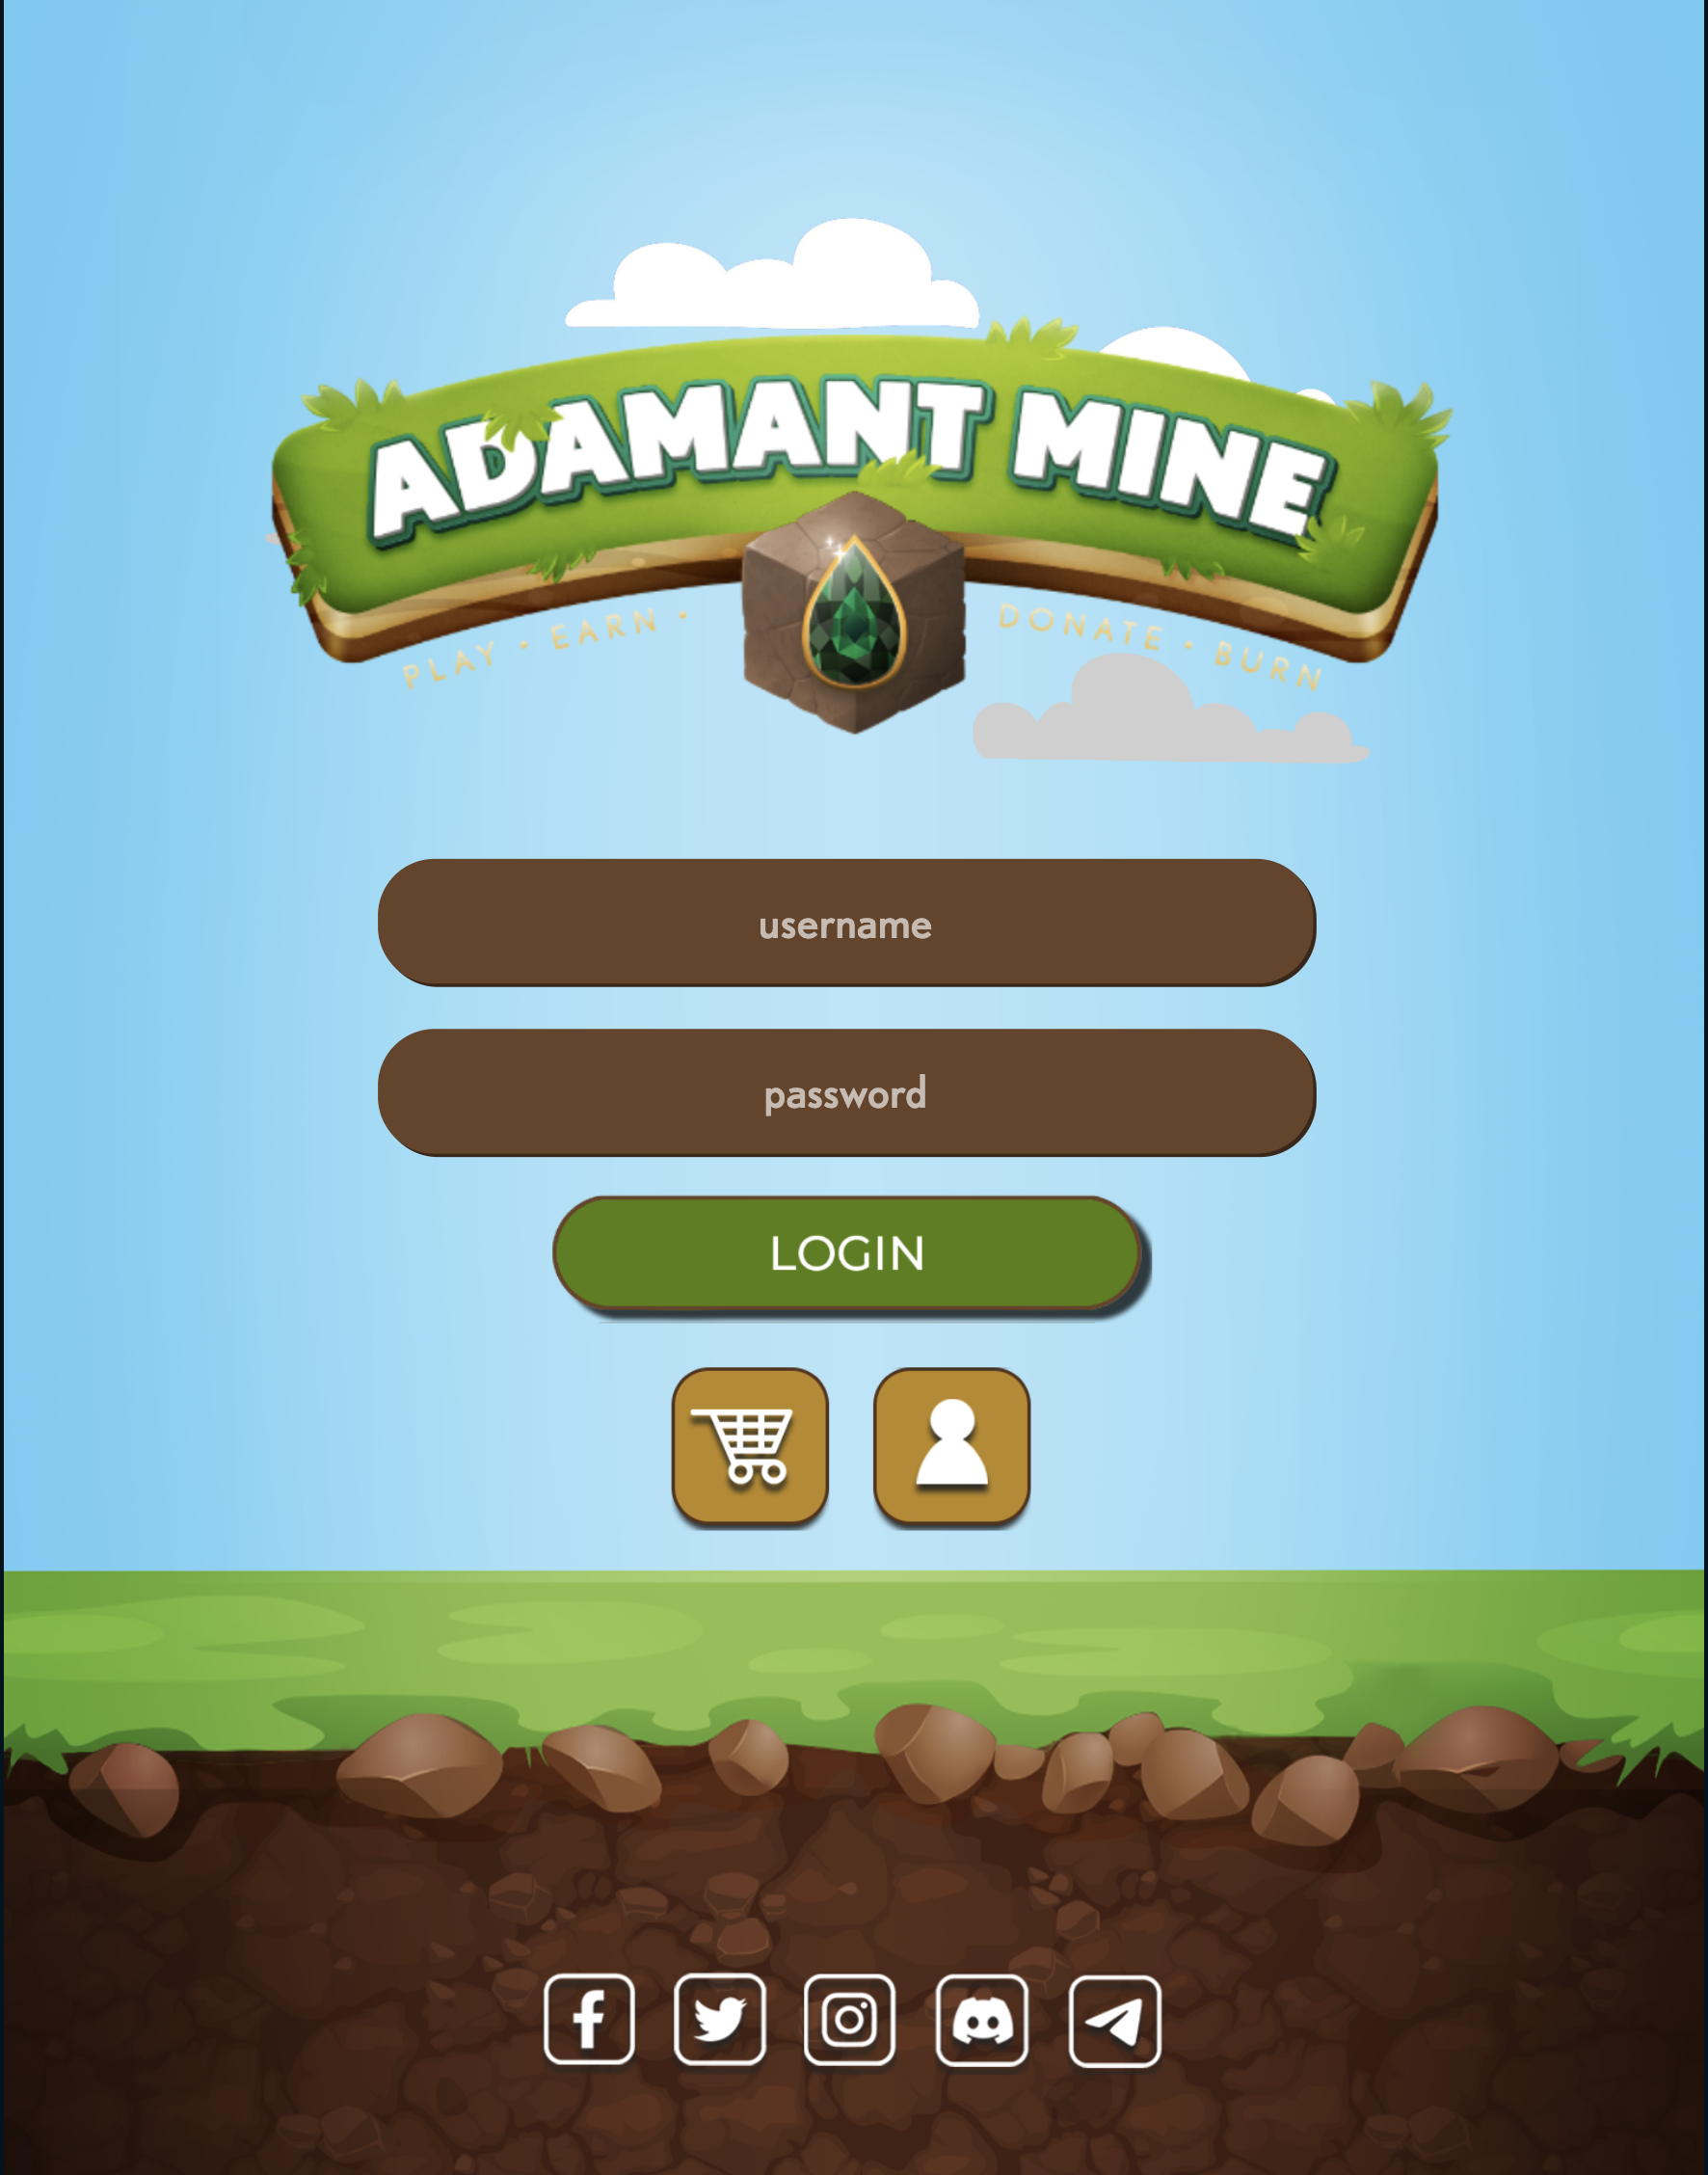 ADAMANT MINE
PLAY • EARN • DONATE • BURN
username
password
LOGIN